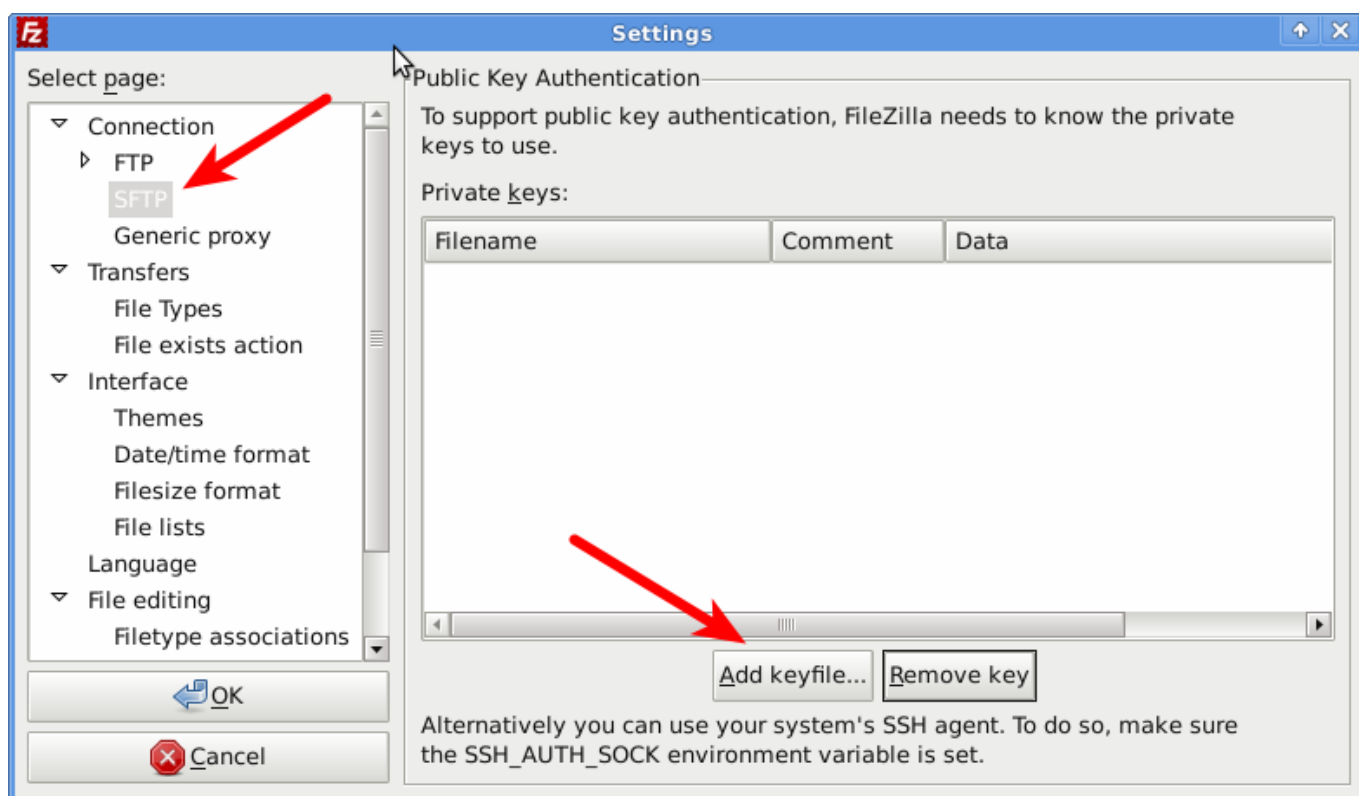 Fz
Settings
Select page:
Connection
FTP
SFTP
Generic proxy
Transfers
File Types
File exists action
Interface
Themes
Date/time format
Filesize format
File lists
Language
File editing
Filetype associations
OK
Cancel
Public Key Authentication
To support public key authentication, FileZilla needs to know the private
keys to use.
Private keys:
Filename Comment Data
Add keyfile... Remove key
Alternatively you can use your system's SSH agent. To do so, make sure
the SSH_AUTH_SOCK environment variable is set.